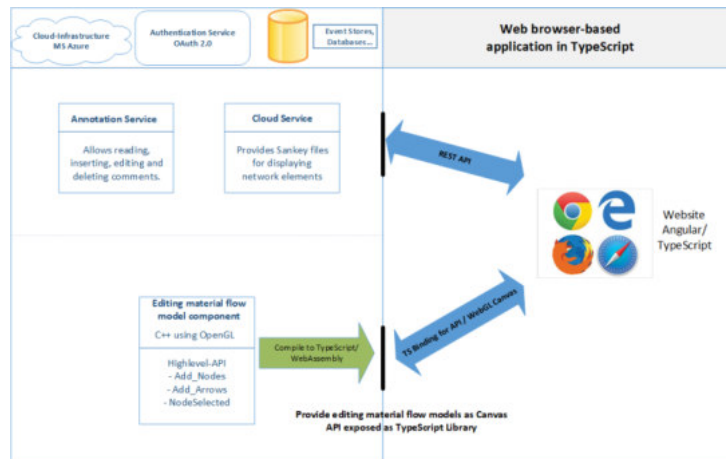 Cloud-Infrastructure
MS Azure
Authentication Service
OAuth 2.0
Event Stores,
Databases...
Web browser-based
application in TypeScript
Annotation Service
Allows reading,
inserting, editing and
deleting comments.
Cloud Service
Provides Sankey files
for displaying
network elements
REST API
Website
Angular/
TypeScript
Editing material flow
model component
C++ using OpenGL
Highlevel-API
- Add_Nodes
- Add_Arrows
- NodeSelected
Compile to TypeScript/
WebAssembly
TS Binding for API / WebGL Canvas
Provide editing material flow models as Canvas
API exposed as TypeScript Library